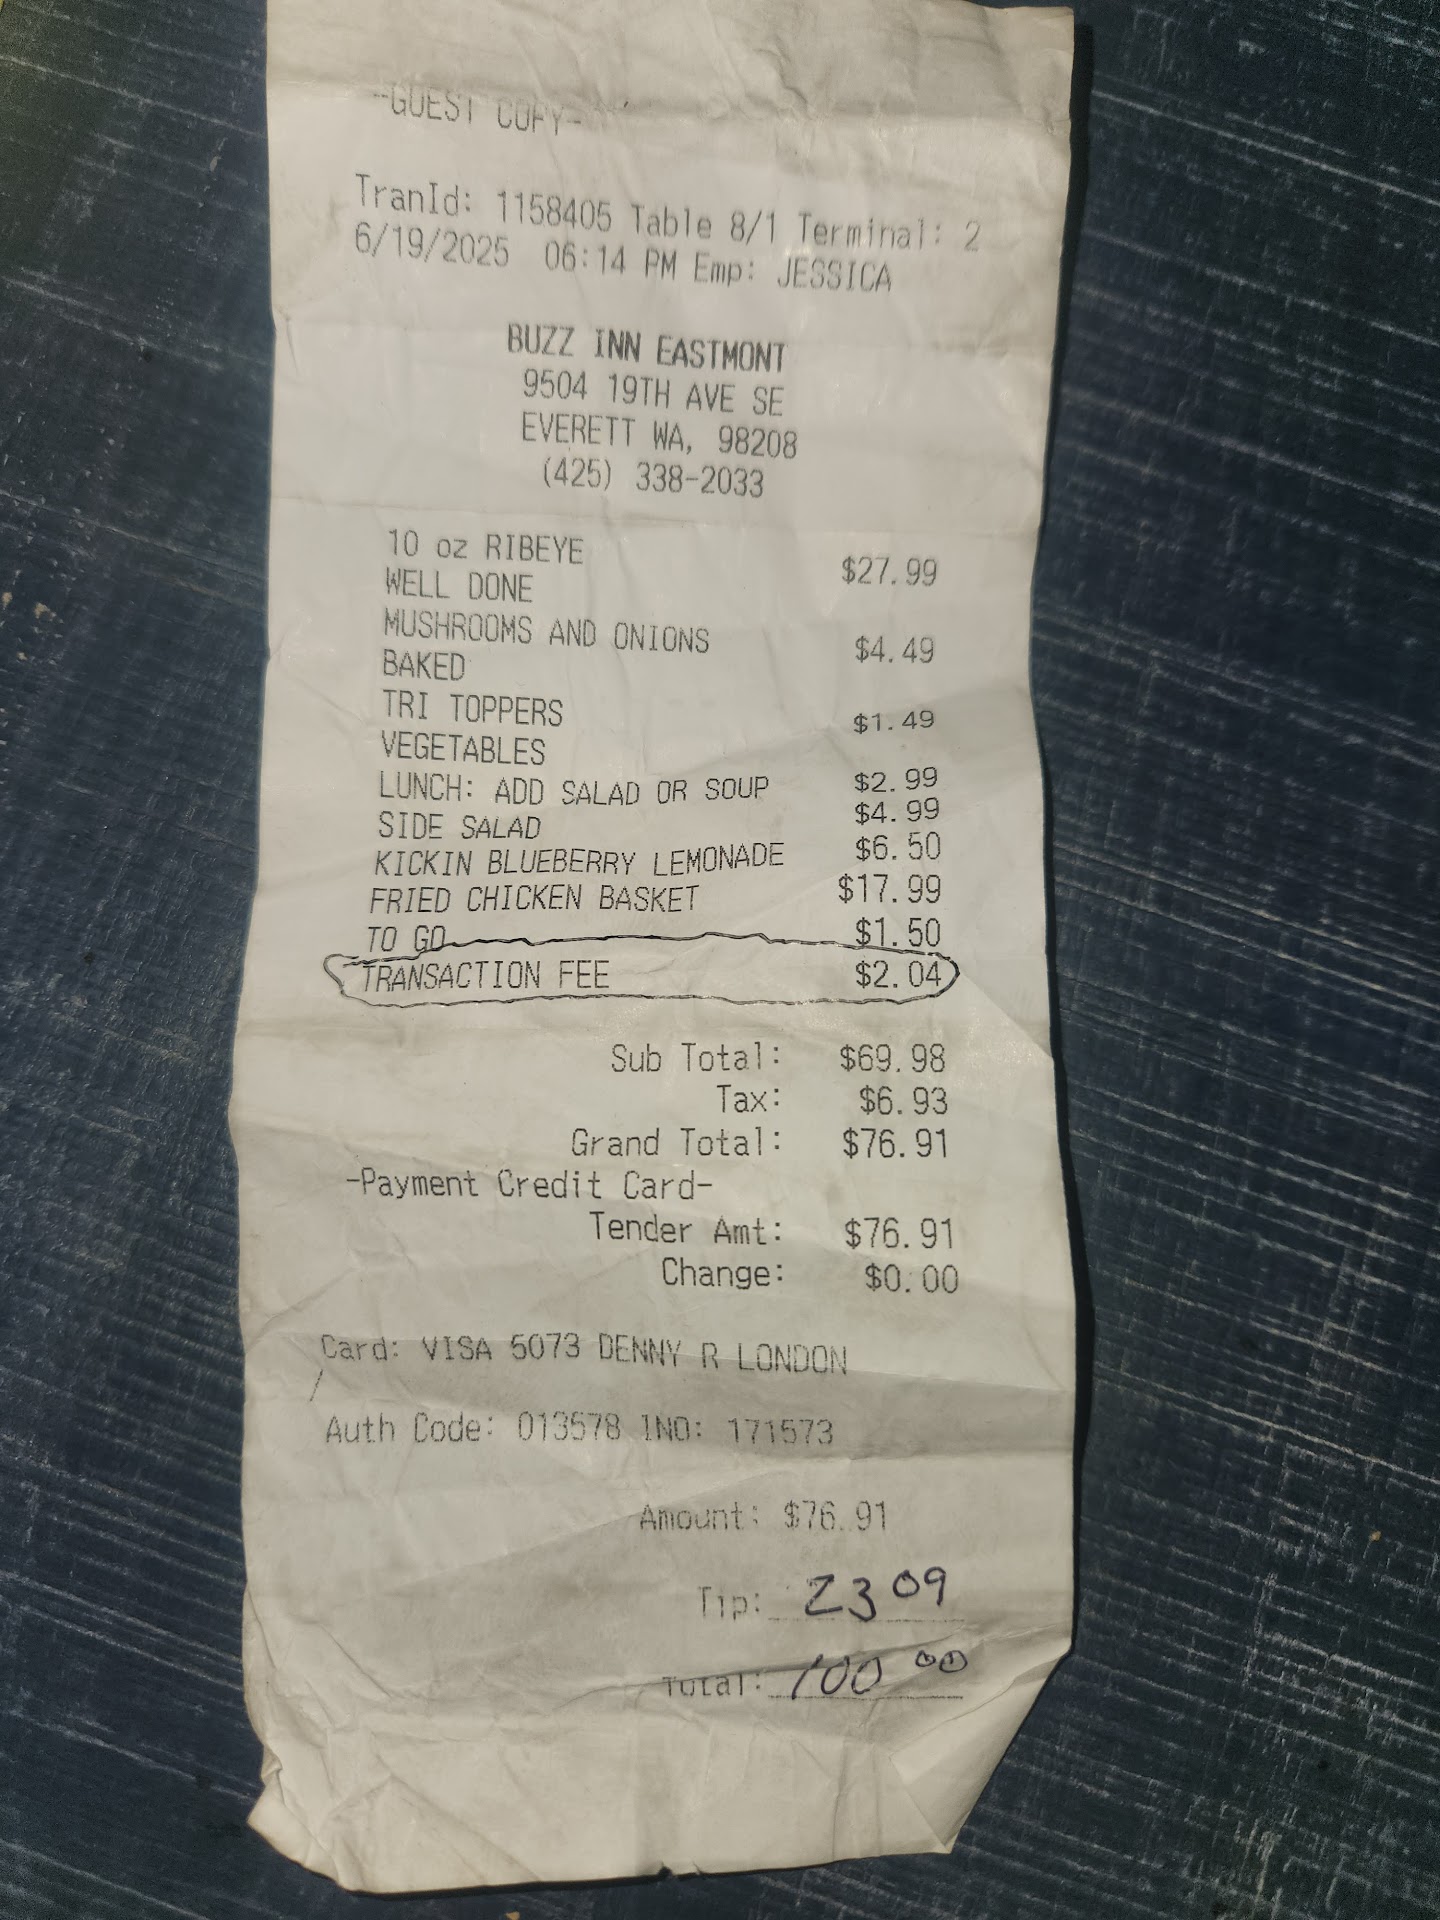 -GUEST COPY-
TranId: 1158405 Table 8/1 Terminal: 2
6/19/2025 06:14 PM Emp: JESSICA
BUZZ INN EASTMONT
9504 19TH AVE SE
EVERETT WA, 98208
(425) 338-2033
10 oz RIBEYE $27.99
WELL DONE
MUSHROOMS AND ONIONS $4.49
BAKED
TRI TOPPERS $1.49
VEGETABLES
LUNCH: ADD SALAD OR SOUP $2.99
SIDE SALAD $4.99
KICKIN BLUEBERRY LEMONADE $6.50
FRIED CHICKEN BASKET $17.99
TO GO $1.50
TRANSACTION FEE $2.04
Sub Total: $69.98
Tax: $6.93
Grand Total: $76.91
-Payment Credit Card-
Tender Amt: $76.91
Change: $0.00
Card: VISA 5073 DENNY R LONDON
/
Auth Code: 013578 INO: 171573
Amount: $76.91
Tip: 23 09
Total: 100 00